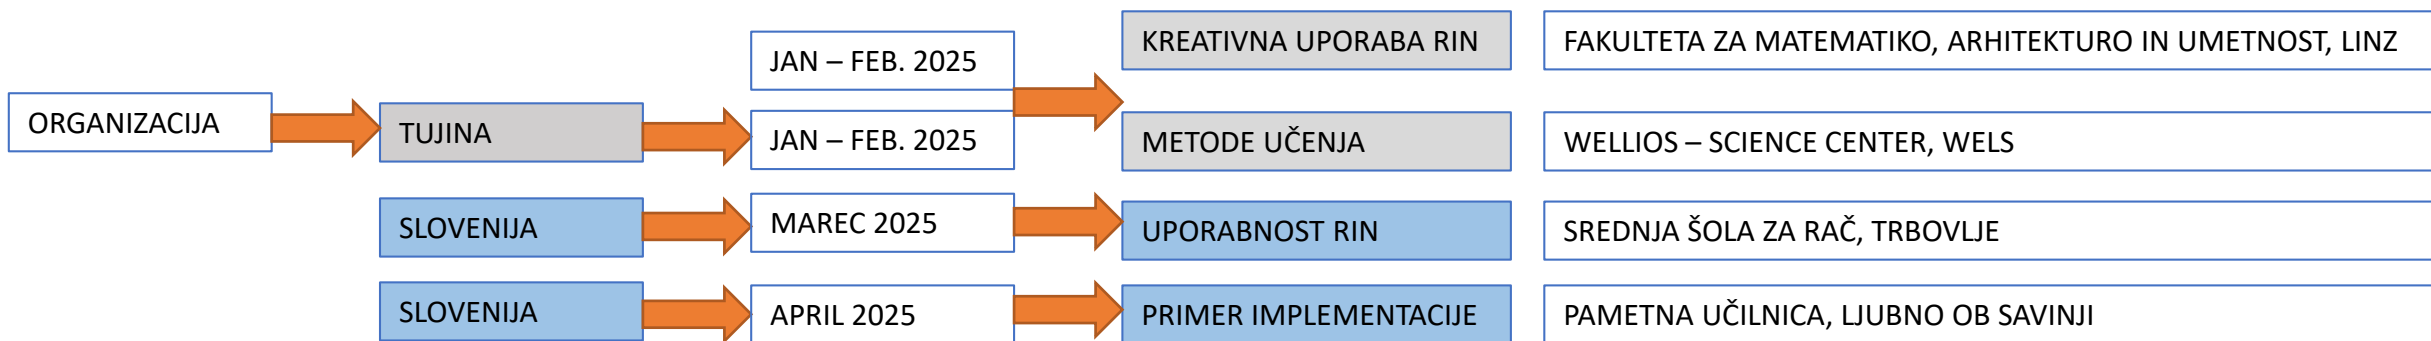 ORGANIZACIJA
TUJINA
JAN – FEB. 2025
JAN – FEB. 2025
KREATIVNA UPORABA RIN
FAKULTETA ZA MATEMATIKO, ARHITEKTURO IN UMETNOST, LINZ
METODE UČENJA
WELLIOS – SCIENCE CENTER, WELS
SLOVENIJA
MAREC 2025
UPORABNOST RIN
SREDNJA ŠOLA ZA RAČ, TRBOVLJE
SLOVENIJA
APRIL 2025
PRIMER IMPLEMENTACIJE
PAMETNA UČILNICA, LJUBNO OB SAVINJI